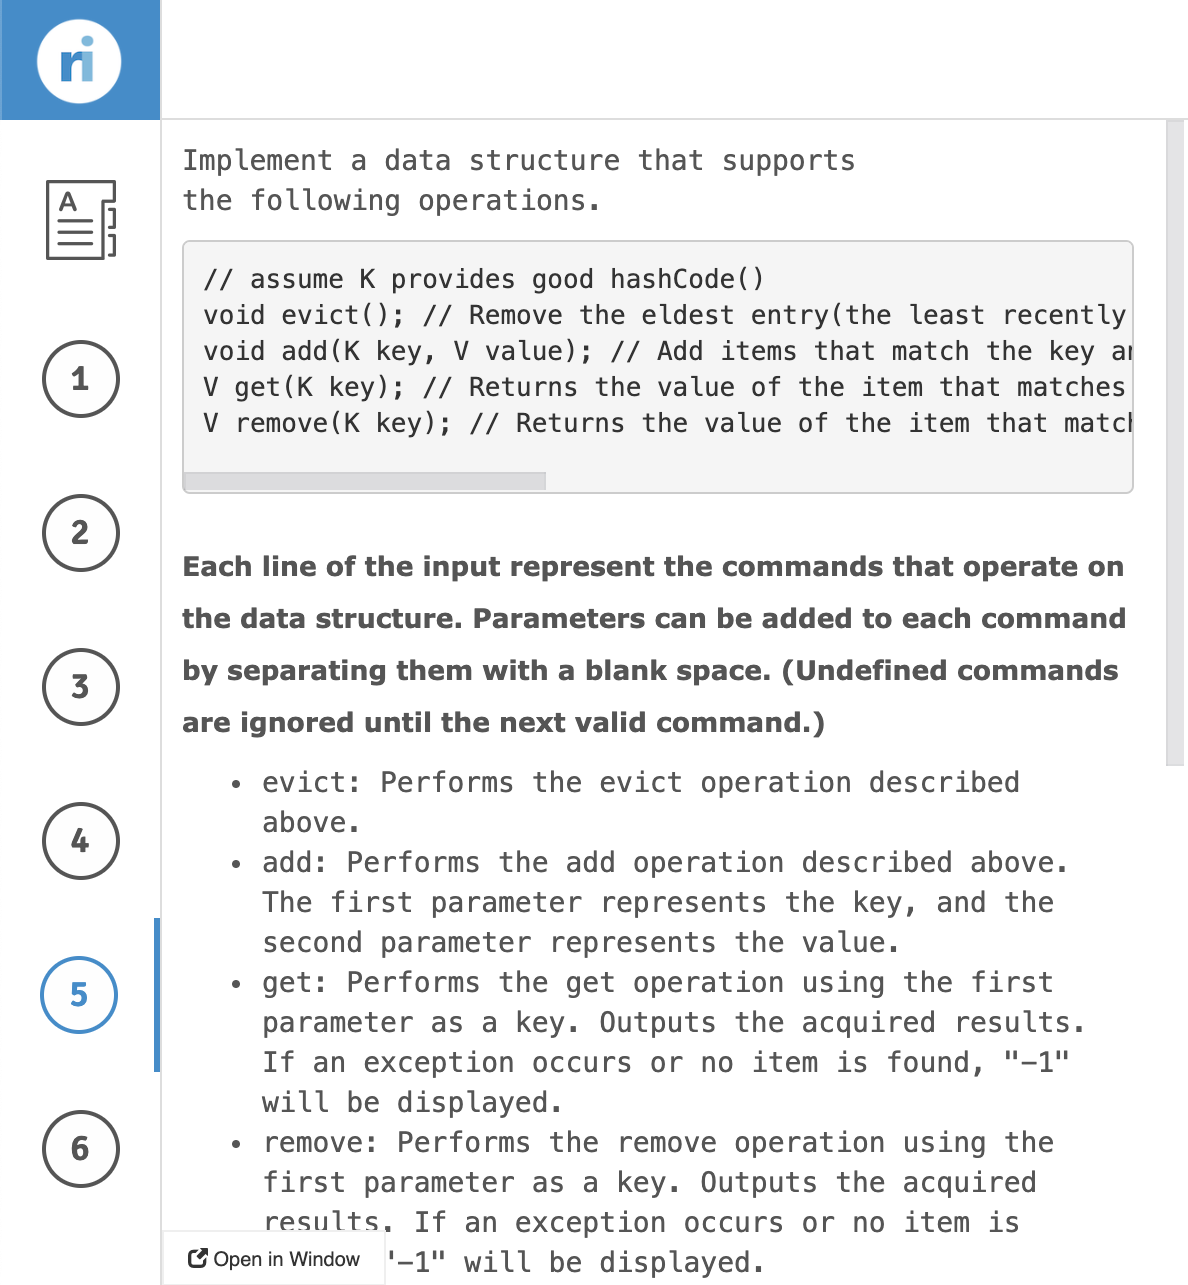 ri
A
1
2
3
4
5
6
Implement a data structure that supports
the following operations.
// assume K provides good hashCode()
void evict(); // Remove the eldest entry(the least recently
void add(K key, V value); // Add items that match the key
V get(K key); // Returns the value of the item that matches
V remove(K key); // Returns the value of the item that
Each line of the input represent the commands that operate on
the data structure. Parameters can be added to each command
by separating them with a blank space. (Undefined commands
are ignored until the next valid command.)
• evict: Performs the evict operation described
above.
• add: Performs the add operation described above.
The first parameter represents the key, and the
second parameter represents the value.
• get: Performs the get operation using the first
parameter as a key. Outputs the acquired results.
If an exception occurs or no item is found, "-1"
will be displayed.
• remove: Performs the remove operation using the
first parameter as a key. Outputs the acquired
results. If an exception occurs or no item is
"-1" will be displayed.
Open in Window